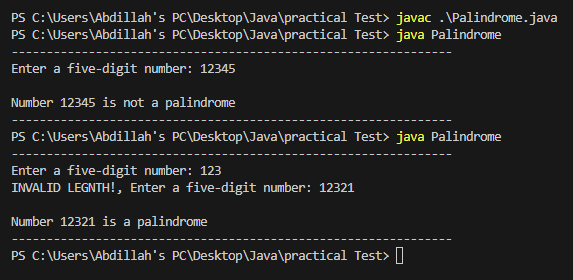 PS C:\Users\Abdillah's PC\Desktop\Java\practical Test> javac .\Palindrome.java
PS C:\Users\Abdillah's PC\Desktop\Java\practical Test> java Palindrome
------------------------------------------------------------
Enter a five-digit number: 12345
Number 12345 is not a palindrome
------------------------------------------------------------
PS C:\Users\Abdillah's PC\Desktop\Java\practical Test> java Palindrome
------------------------------------------------------------
Enter a five-digit number: 123
INVALID LEGNTH!, Enter a five-digit number: 12321
Number 12321 is a palindrome
------------------------------------------------------------
PS C:\Users\Abdillah's PC\Desktop\Java\practical Test>